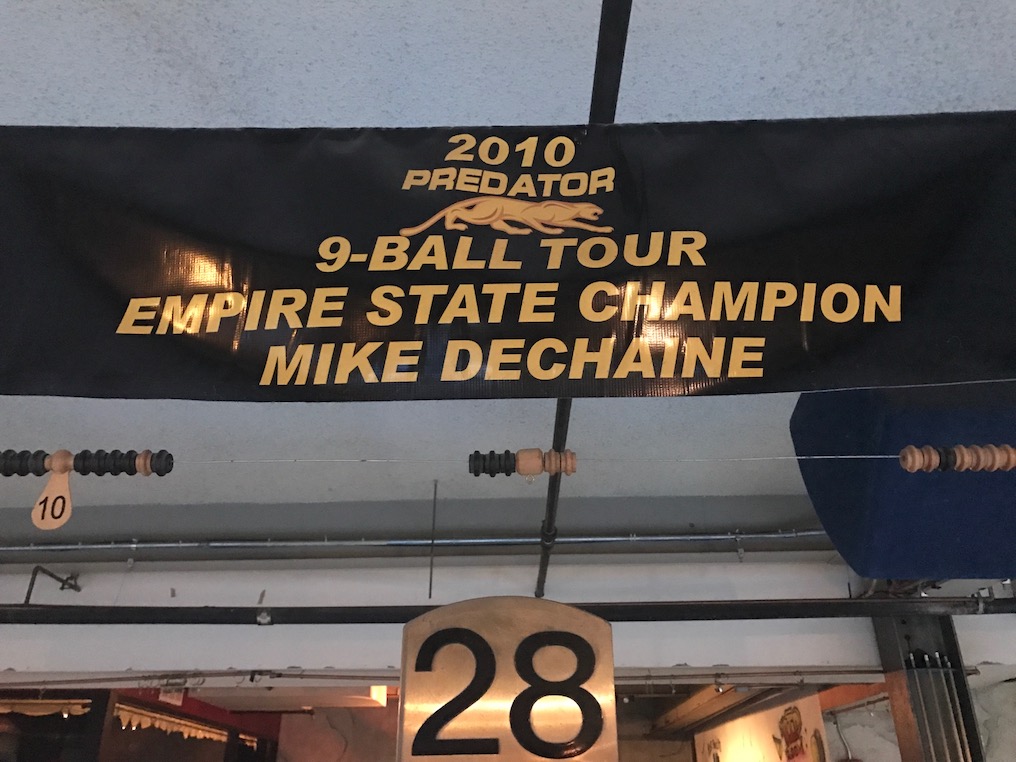 2010
PREDATOR
9-BALL TOUR
EMPIRE STATE CHAMPION
MIKE DECHAINE
10
28